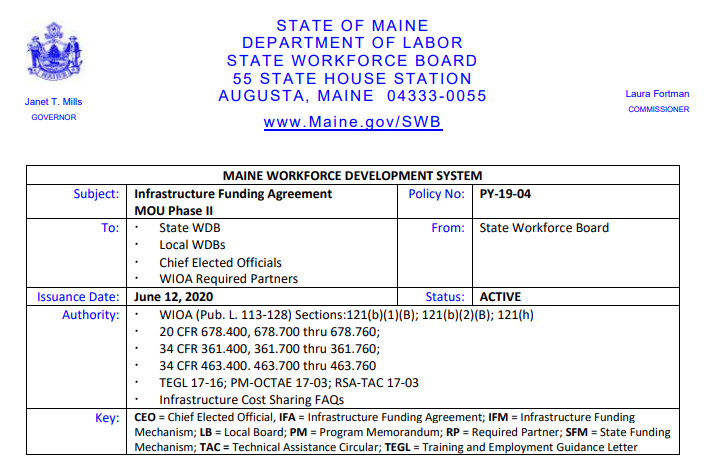 STATE OF MAINE
DEPARTMENT OF LABOR
STATE WORKFORCE BOARD
55 STATE HOUSE STATION
AUGUSTA, MAINE 04333-0055
www.Maine.gov/SWB
Janet T. Mills
GOVERNOR
Laura Fortman
COMMISSIONER
MAINE WORKFORCE DEVELOPMENT SYSTEM
Subject: Infrastructure Funding Agreement Policy No: PY-19-04
MOU Phase II
To: · State WDB From: State Workforce Board
· Local WDBs
· Chief Elected Officials
· WIOA Required Partners
Issuance Date: June 12, 2020 Status: ACTIVE
Authority: · WIOA (Pub. L. 113-128) Sections:121(b)(1)(B); 121(b)(2)(B); 121(h)
· 20 CFR 678.400, 678.700 thru 678.760;
· 34 CFR 361.400, 361.700 thru 361.760;
· 34 CFR 463.400. 463.700 thru 463.760
· TEGL 17-16; PM-OCTAE 17-03; RSA-TAC 17-03
· Infrastructure Cost Sharing FAQs
Key: CEO = Chief Elected Official, IFA = Infrastructure Funding Agreement; IFM = Infrastructure Funding
Mechanism; LB = Local Board; PM = Program Memorandum; RP = Required Partner; SFM = State Funding
Mechanism; TAC = Technical Assistance Circular; TEGL = Training and Employment Guidance Letter